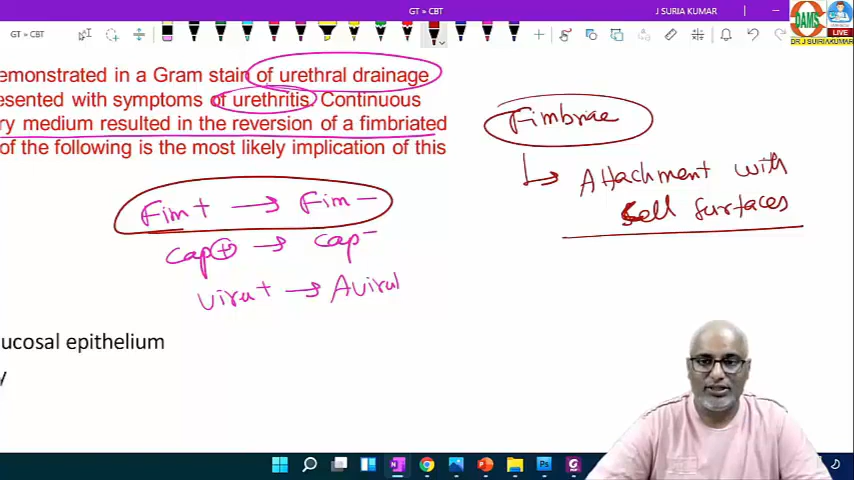 GT » CBT
J SURIA KUMAR
GT » CBT
DAMS
LIVE
DR J SURIAKUMAR
emonstrated in a Gram stain of urethral drainage
esented with symptoms of urethritis. Continuous
ry medium resulted in the reversion of a fimbriated
of the following is the most likely implication of this
Fimbriae
Attachment with
Cell surfaces
Fim+ → Fim−
Cap+ → Cap−
Viru+ → Avirul
ucosal epithelium
y